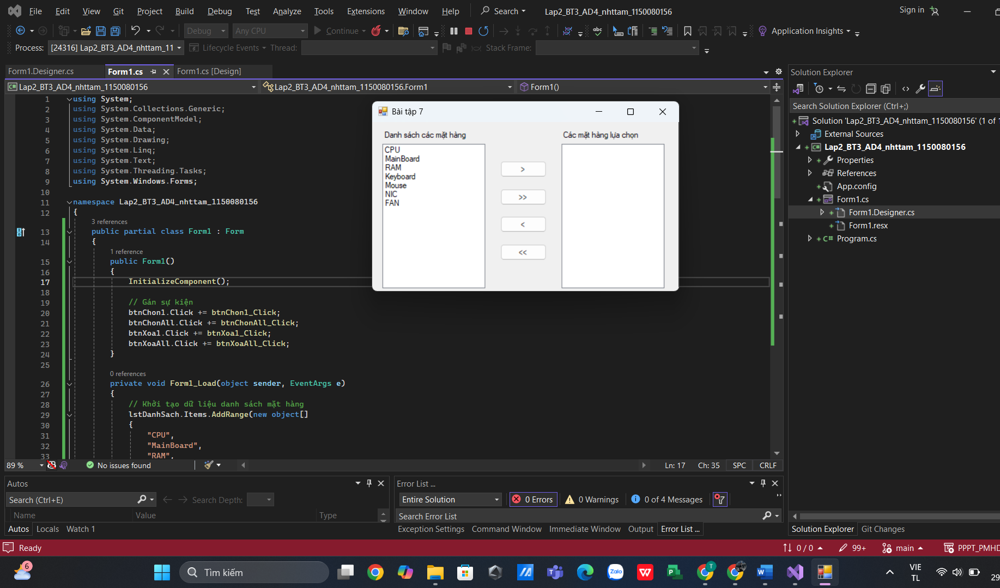 File Edit View Git Project Build Debug Test Analyze Tools Extensions Window Help Search Lap2_BT3_AD4_nhttam_1150080156 Sign in
Debug Any CPU Continue Application Insights
Process: [24316] Lap2_BT3_AD4_nhttam_11 Lifecycle Events Thread: Stack Frame:
Form1.Designer.cs Form1.cs Form1.cs [Design]
Lap2_BT3_AD4_nhttam_1150080156 Lap2_BT3_AD4_nhttam_1150080156.Form1 Form1()
1 using System;
2 using System.Collections.Generic;
3 using System.ComponentModel;
4 using System.Data;
5 using System.Drawing;
6 using System.Linq;
7 using System.Text;
8 using System.Threading.Tasks;
9 using System.Windows.Forms;
10
11 namespace Lap2_BT3_AD4_nhttam_1150080156
12 {
3 references
13 public partial class Form1 : Form
14 {
1 reference
15 public Form1()
16 {
17 InitializeComponent();
18
19 // Gán sự kiện
20 btnChon1.Click += btnChon1_Click;
21 btnChonAll.Click += btnChonAll_Click;
22 btnXoa1.Click += btnXoa1_Click;
23 btnXoaAll.Click += btnXoaAll_Click;
24 }
25
0 references
26 private void Form1_Load(object sender, EventArgs e)
27 {
28 // Khởi tạo dữ liệu danh sách mặt hàng
29 lstDanhSach.Items.AddRange(new object[]
30 {
31 "CPU",
32 "MainBoard",
33 "RAM",
Bài tập 7
Danh sách các mặt hàng
Các mặt hàng lựa chọn
CPU
MainBoard
RAM
Keyboard
Mouse
NIC
FAN
>
>>
<
<<
89 % No issues found Ln: 17 Ch: 35 SPC CRLF
Solution Explorer
Search Solution Explorer (Ctrl+;)
Solution 'Lap2_BT3_AD4_nhttam_1150080156' (1 of 1
External Sources
Lap2_BT3_AD4_nhttam_1150080156
Properties
References
App.config
Form1.cs
Form1.Designer.cs
Form1.resx
Program.cs
Solution Explorer Git Changes
Autos
Search (Ctrl+E) Search Depth:
Name Value Type
Autos Locals Watch 1
Error List ...
Entire Solution 0 Errors 0 Warnings 0 of 4 Messages
Search Error List
Exception Settings Command Window Immediate Window Output Error List ...
Ready 0 / 0 99+ main PPPT_PMHD
6 Tìm kiếm Zalo VIE
TL 29